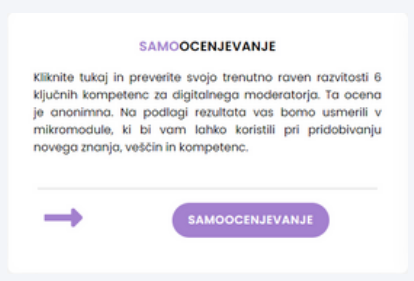 SAMOOCENJEVANJE
Kliknite tukaj in preverite svojo trenutno raven razvitosti 6
ključnih kompetenc za digitalnega moderatorja. Ta ocena
je anonimna. Na podlagi rezultata vas bomo usmerili v
mikromodule, ki bi vam lahko koristili pri pridobivanju
novega znanja, veščin in kompetenc.
SAMOOCENJEVANJE